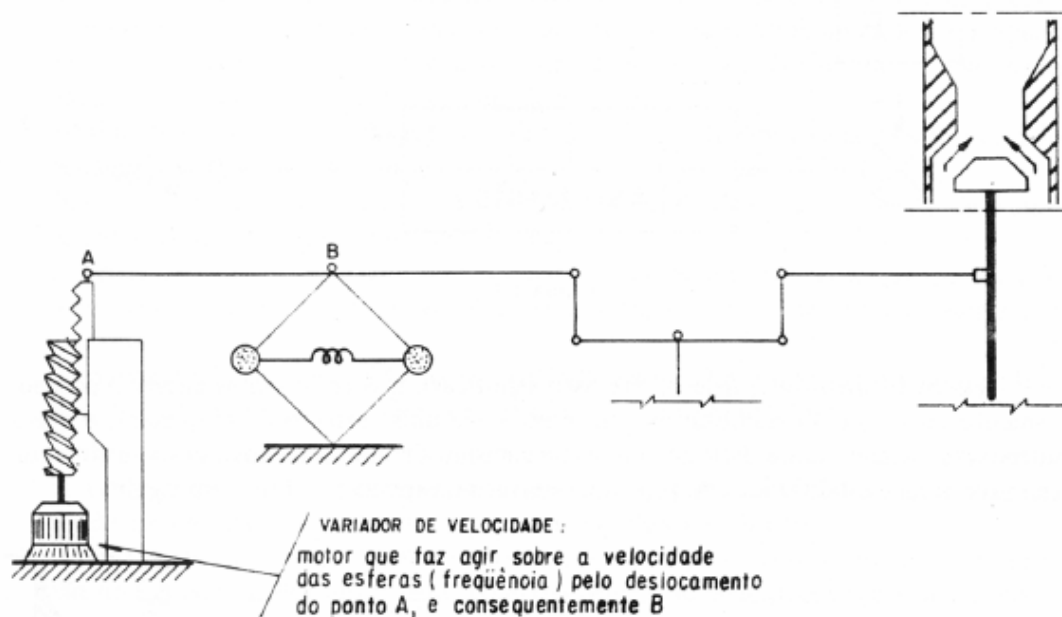 A
B
VARIADOR DE VELOCIDADE :
motor que faz agir sobre a velocidade
das esferas ( freqüência ) pelo deslocamento
do ponto A, e consequentemente B